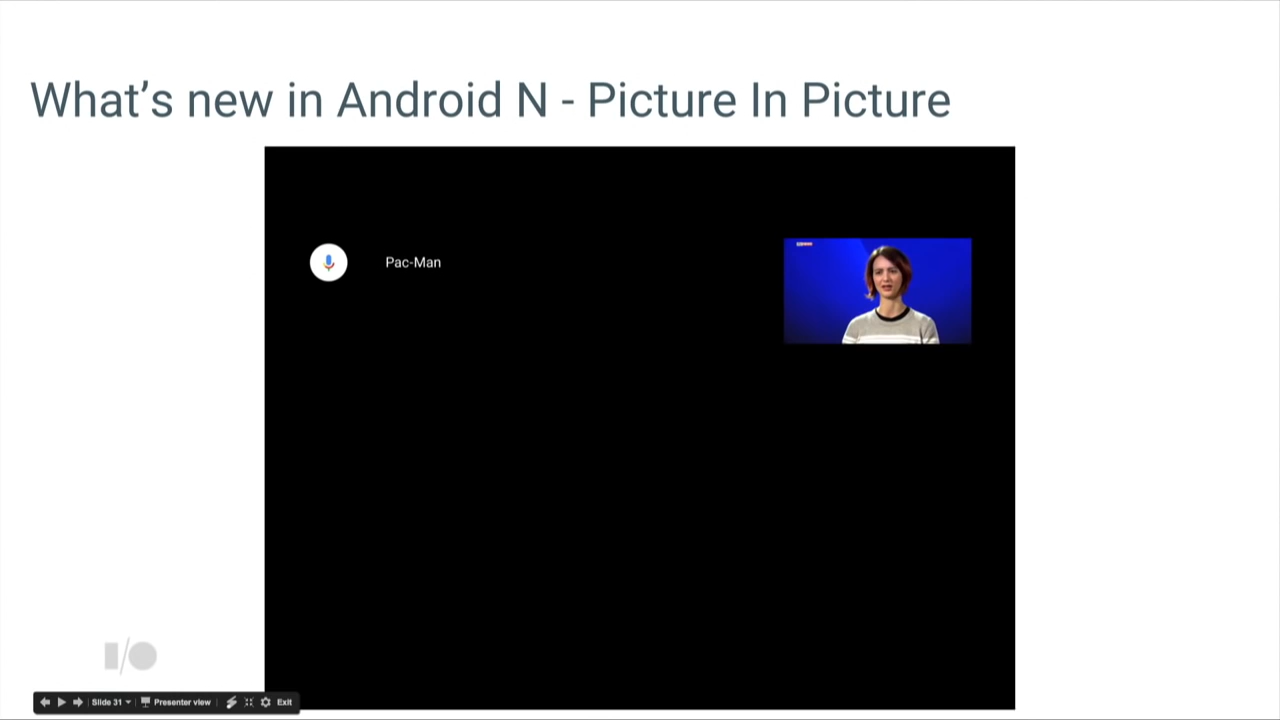 What’s new in Android N - Picture In Picture
Pac-Man
I/O
Slide 31
Presenter view
Exit